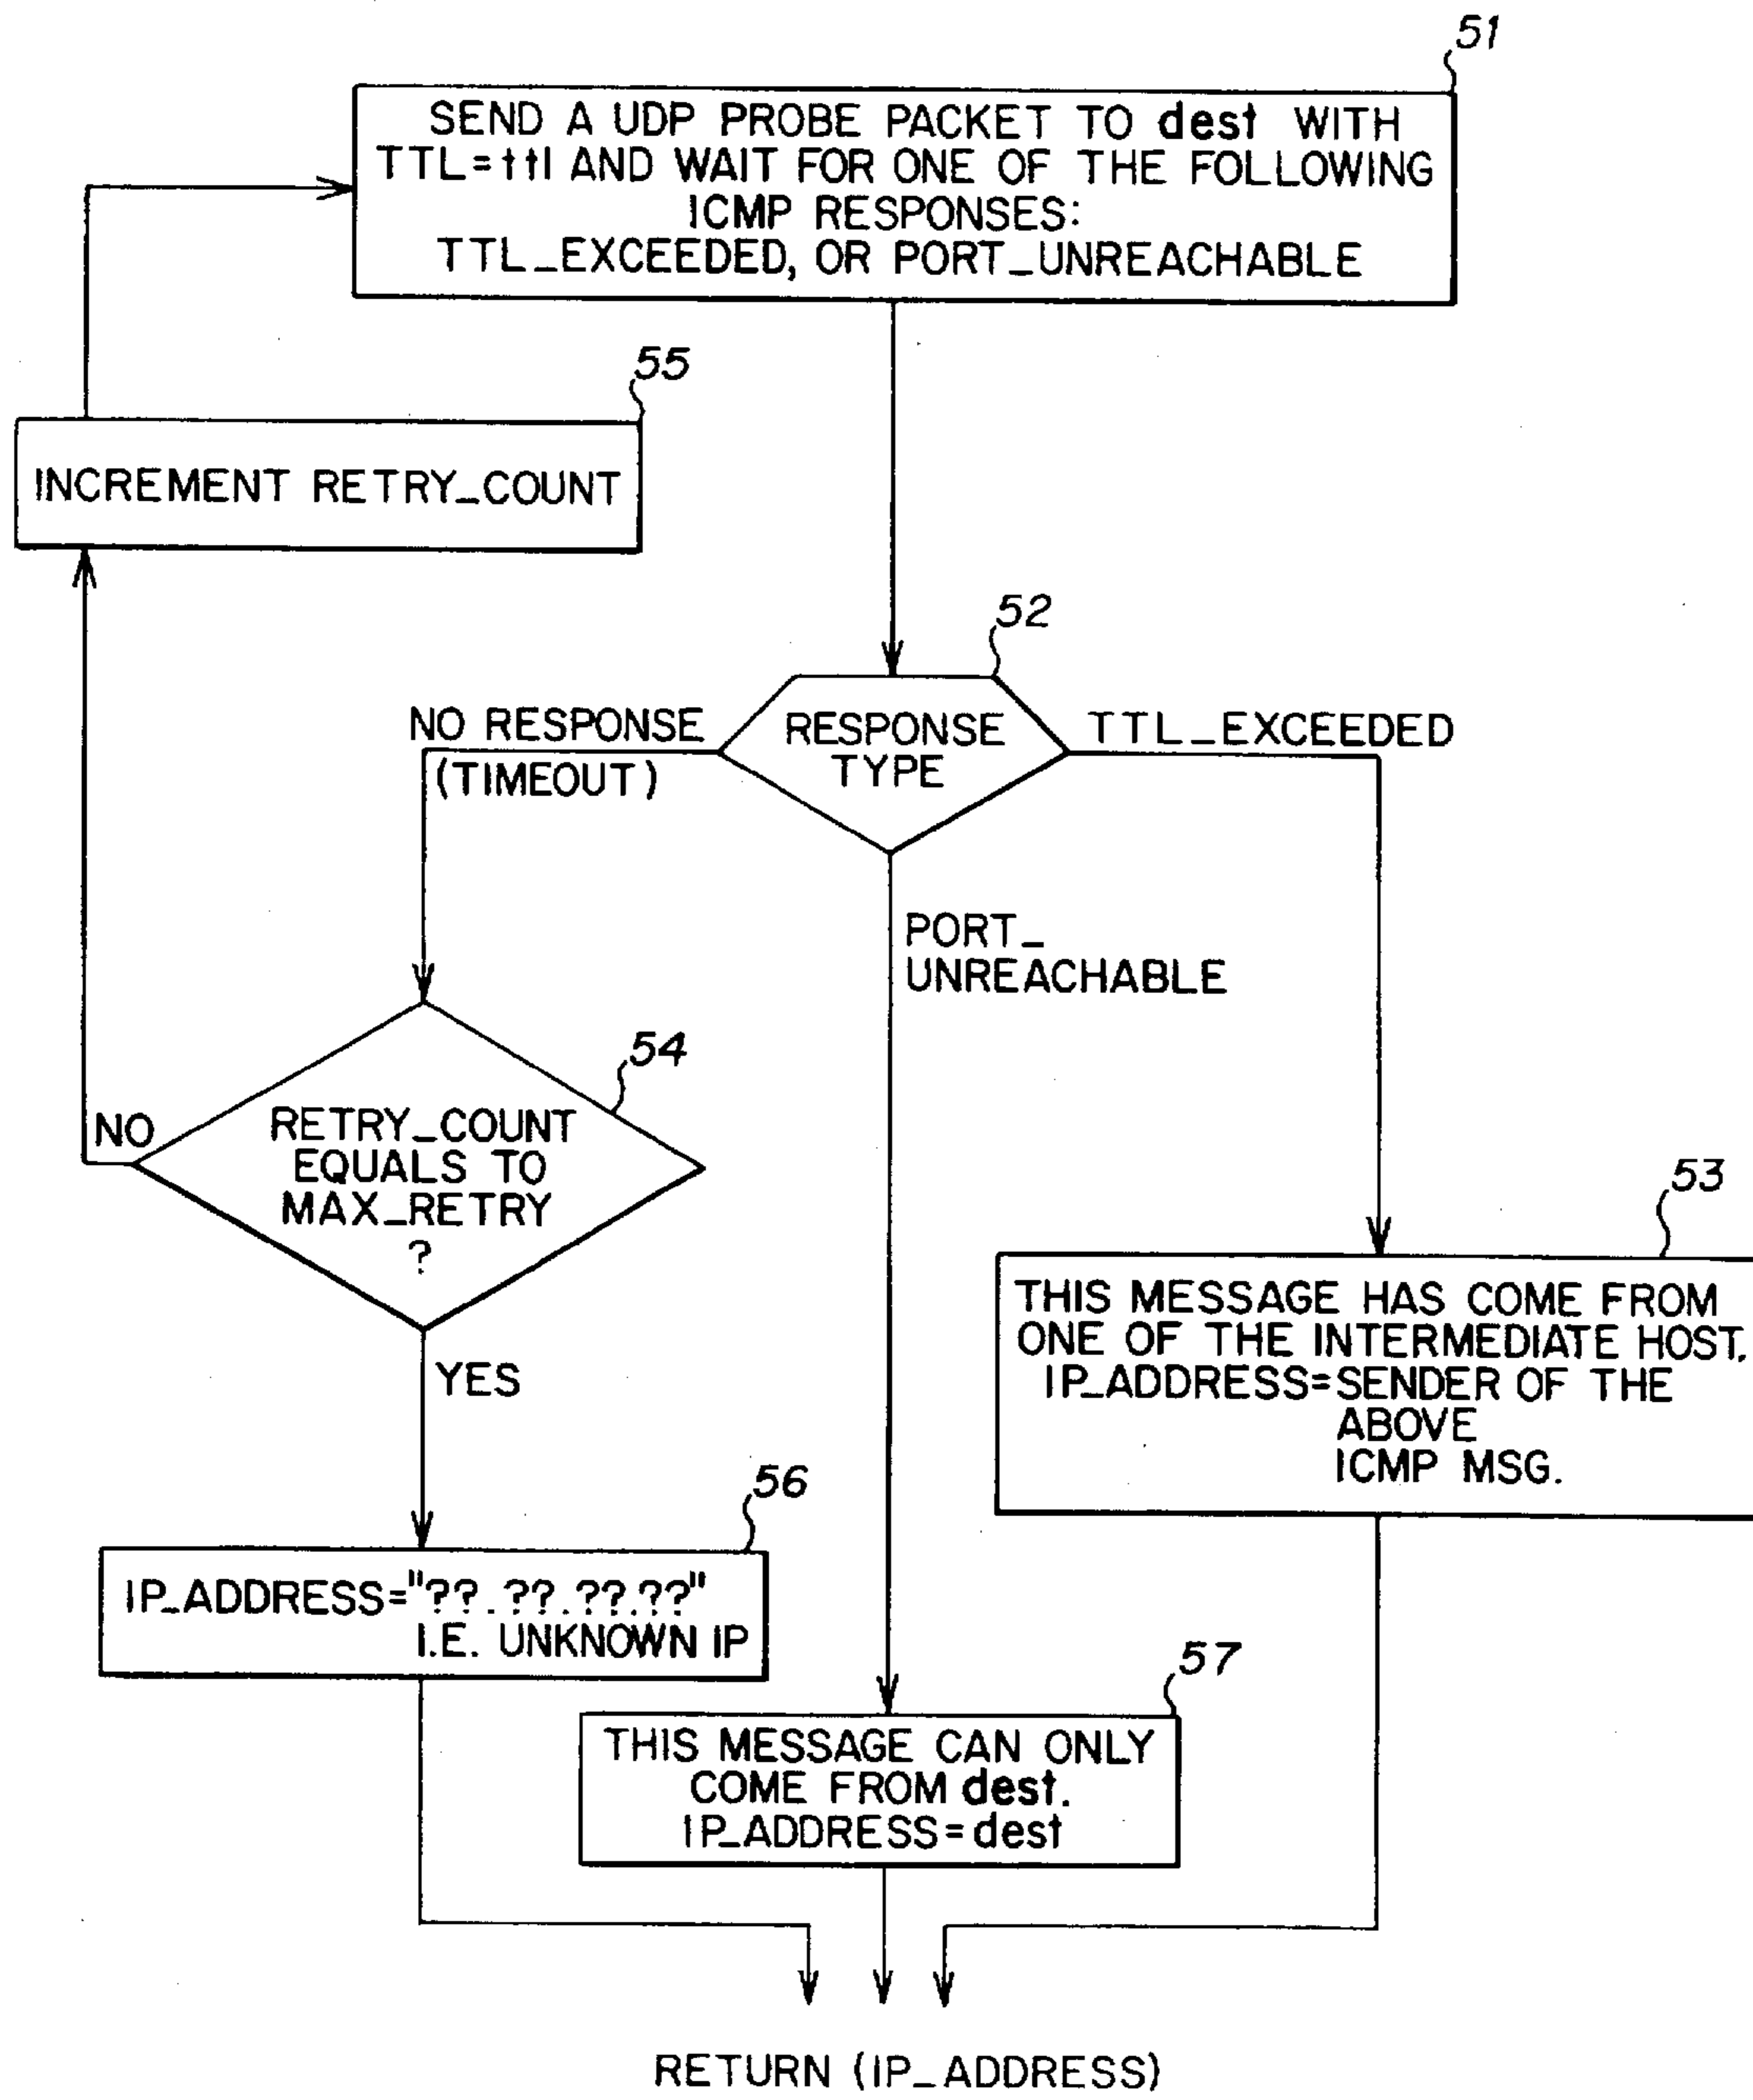 51
SEND A UDP PROBE PACKET TO dest WITH
TTL=ttl AND WAIT FOR ONE OF THE FOLLOWING
ICMP RESPONSES:
TTL_EXCEEDED, OR PORT_UNREACHABLE
55
INCREMENT RETRY_COUNT
52
NO RESPONSE
(TIMEOUT)
RESPONSE
TYPE
TTL_EXCEEDED
PORT_
UNREACHABLE
54
NO
RETRY_COUNT
EQUALS TO
MAX_RETRY
?
YES
53
THIS MESSAGE HAS COME FROM
ONE OF THE INTERMEDIATE HOST.
IP_ADDRESS=SENDER OF THE
ABOVE
ICMP MSG.
56
IP_ADDRESS="??.??.??.??"
I.E. UNKNOWN IP
57
THIS MESSAGE CAN ONLY
COME FROM dest.
IP_ADDRESS=dest
RETURN (IP_ADDRESS)